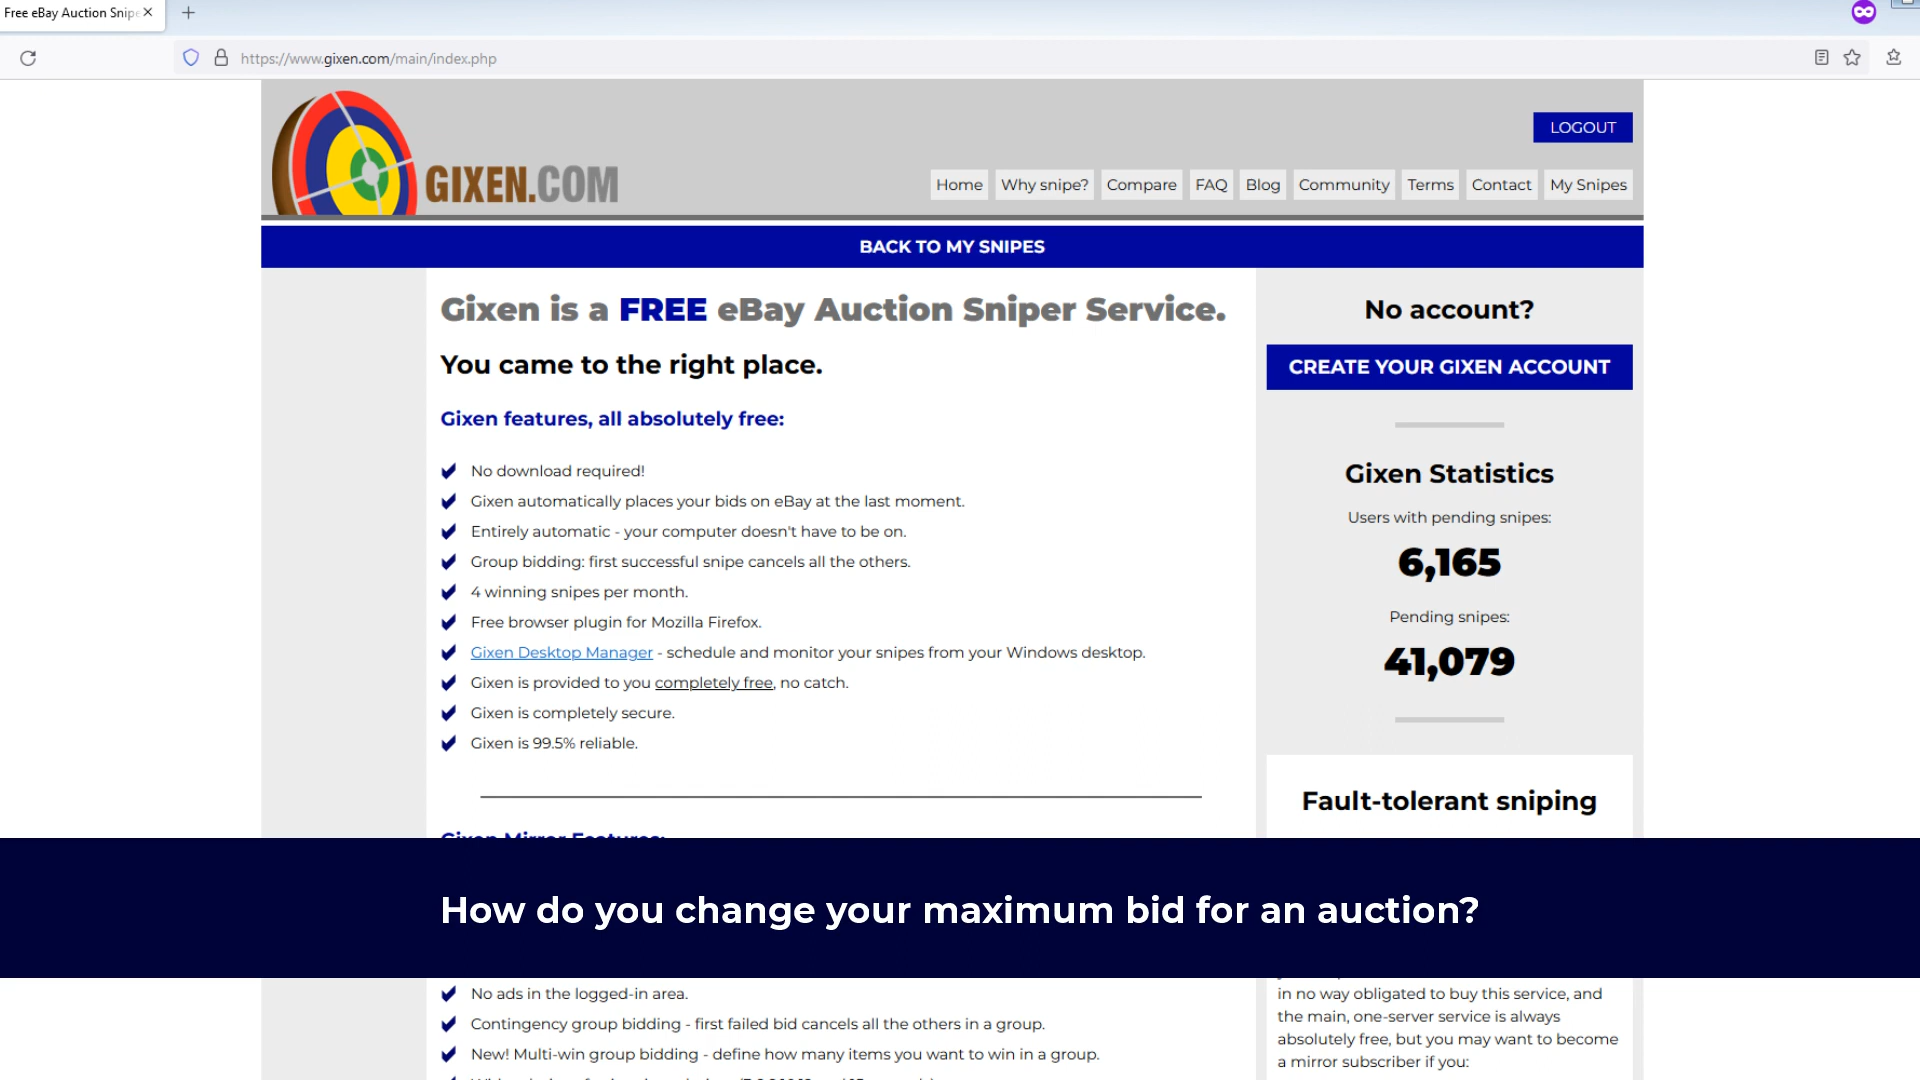 Free eBay Auction Snipe
https://www.gixen.com/main/index.php
GIXEN.COM
LOGOUT
Home Why snipe? Compare FAQ Blog Community Terms Contact My Snipes
BACK TO MY SNIPES
Gixen is a FREE eBay Auction Sniper Service.
You came to the right place.
Gixen features, all absolutely free:
No download required!
Gixen automatically places your bids on eBay at the last moment.
Entirely automatic - your computer doesn't have to be on.
Group bidding: first successful snipe cancels all the others.
4 winning snipes per month.
Free browser plugin for Mozilla Firefox.
Gixen Desktop Manager - schedule and monitor your snipes from your Windows desktop.
Gixen is provided to you completely free, no catch.
Gixen is completely secure.
Gixen is 99.5% reliable.
Gixen Mirror Features:
No account?
CREATE YOUR GIXEN ACCOUNT
Gixen Statistics
Users with pending snipes:
6,165
Pending snipes:
41,079
Fault-tolerant sniping
How do you change your maximum bid for an auction?
No ads in the logged-in area.
Contingency group bidding - first failed bid cancels all the others in a group.
New! Multi-win group bidding - define how many items you want to win in a group.
in no way obligated to buy this service, and
the main, one-server service is always
absolutely free, but you may want to become
a mirror subscriber if you: